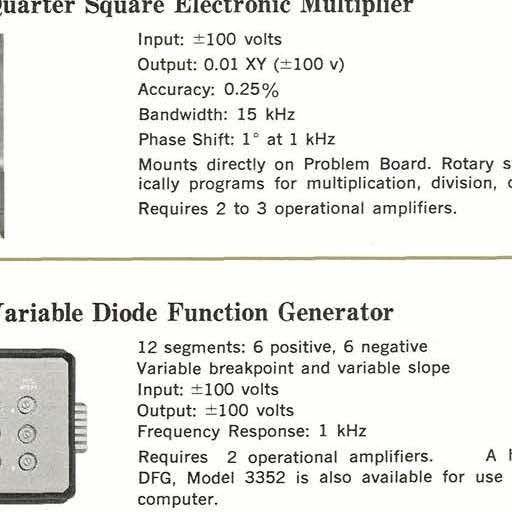 Quarter Square Electronic Multiplier
Input: ±100 volts
Output: 0.01 XY (±100 v)
Accuracy: 0.25%
Bandwidth: 15 kHz
Phase Shift: 1° at 1 kHz
Mounts directly on Problem Board. Rotary s
ically programs for multiplication, division,
Requires 2 to 3 operational amplifiers.
Variable Diode Function Generator
12 segments: 6 positive, 6 negative
Variable breakpoint and variable slope
Input: ±100 volts
Output: ±100 volts
Frequency Response: 1 kHz
Requires 2 operational amplifiers. A
DFG, Model 3352 is also available for use
computer.